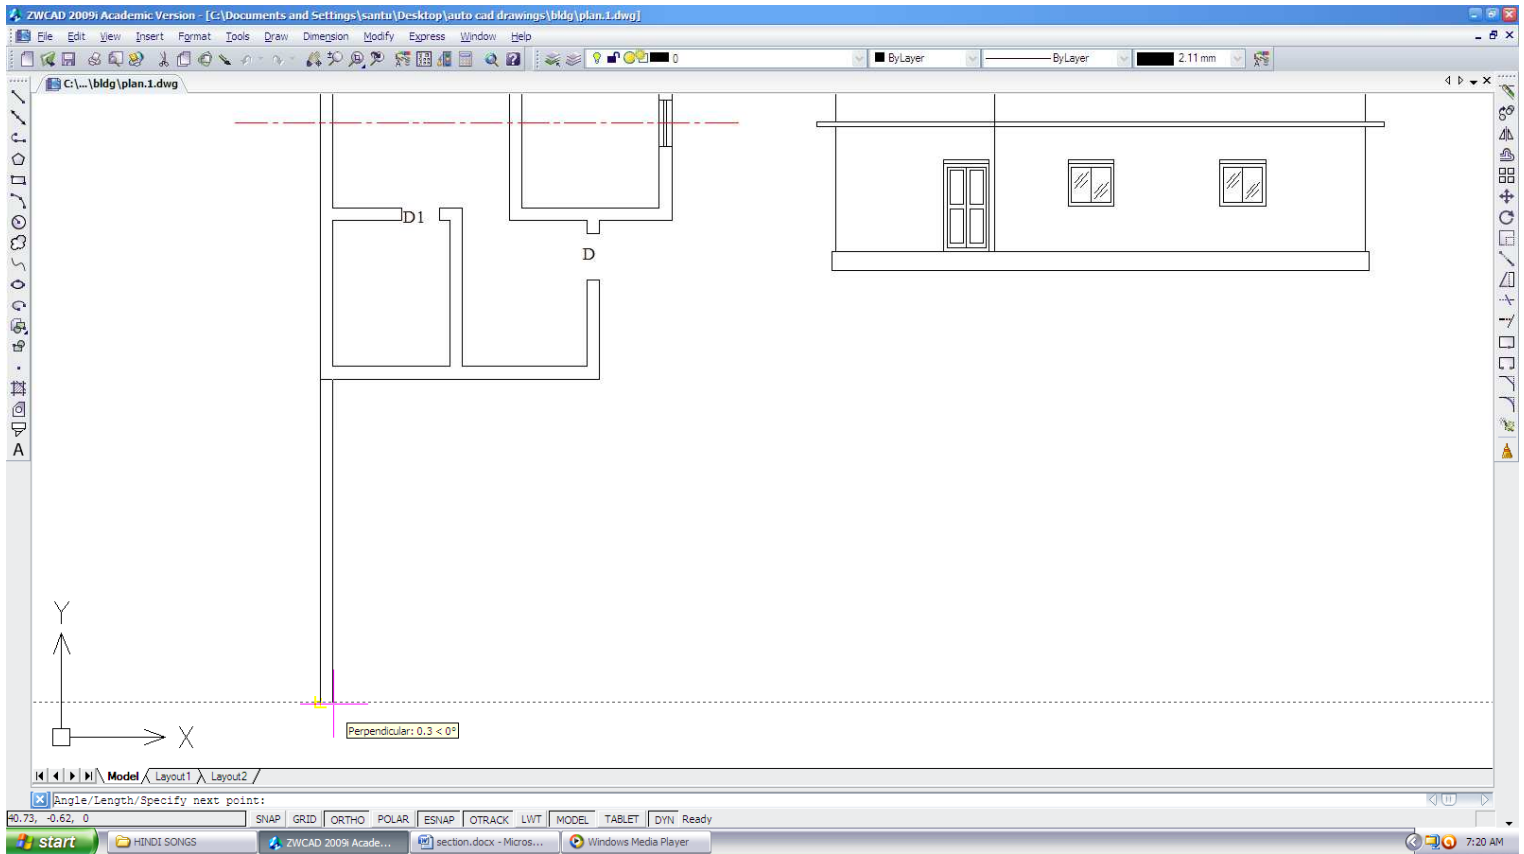 ZWCAD 2009i Academic Version - [C:\Documents and Settings\santu\Desktop\auto cad drawings\bldg\plan.1.dwg]
File Edit View Insert Format Tools Draw Dimension Modify Express Window Help
0 ByLayer ByLayer 2.11 mm
C:\...\bldg\plan.1.dwg
D1
D
Y
X
Perpendicular: 0.3 < 0°
A
Model Layout1 Layout2
Angle/Length/Specify next point:
40.73, -0.62, 0 SNAP GRID ORTHO POLAR ESNAP OTRACK LWT MODEL TABLET DYN Ready
start HINDI SONGS ZWCAD 2009i Acade... section.docx - Micros... Windows Media Player 7:20 AM